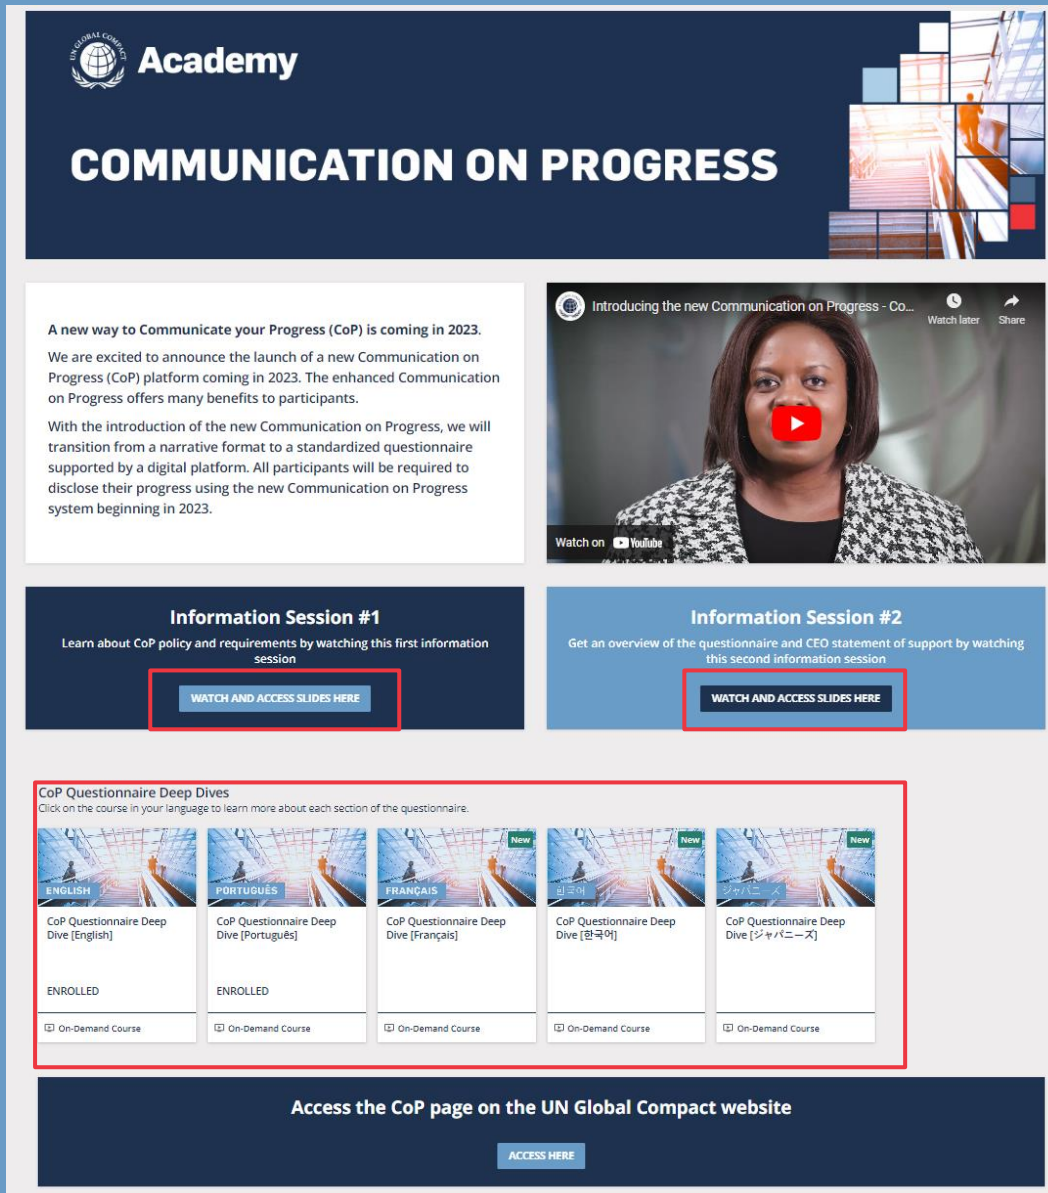 UN GLOBAL COMPACT
Academy
COMMUNICATION ON PROGRESS
A new way to Communicate your Progress (CoP) is coming in 2023.
We are excited to announce the launch of a new Communication on
Progress (CoP) platform coming in 2023. The enhanced Communication
on Progress offers many benefits to participants.
With the introduction of the new Communication on Progress, we will
transition from a narrative format to a standardized questionnaire
supported by a digital platform. All participants will be required to
disclose their progress using the new Communication on Progress
system beginning in 2023.
Introducing the new Communication on Progress - Co...
Watch later
Share
Watch on YouTube
Information Session #1
Learn about CoP policy and requirements by watching this first information
session
WATCH AND ACCESS SLIDES HERE
Information Session #2
Get an overview of the questionnaire and CEO statement of support by watching
this second information session
WATCH AND ACCESS SLIDES HERE
CoP Questionnaire Deep Dives
Click on the course in your language to learn more about each section of the questionnaire.
ENGLISH
CoP Questionnaire Deep
Dive [English]
ENROLLED
On-Demand Course
PORTUGUÊS
CoP Questionnaire Deep
Dive [Português]
ENROLLED
On-Demand Course
New
FRANÇAIS
CoP Questionnaire Deep
Dive [Français]
On-Demand Course
New
한국어
CoP Questionnaire Deep
Dive [한국어]
On-Demand Course
New
ジャパニーズ
CoP Questionnaire Deep
Dive [ジャパニーズ]
On-Demand Course
Access the CoP page on the UN Global Compact website
ACCESS HERE